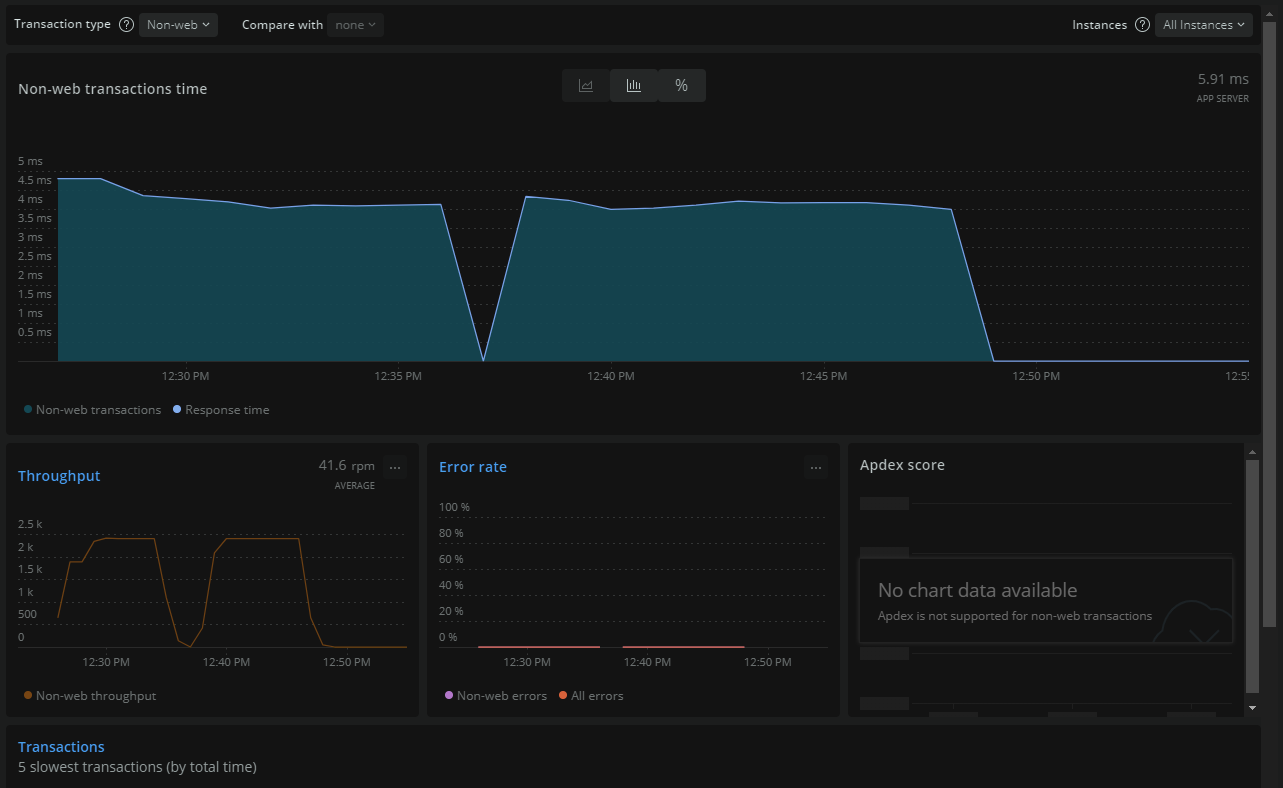 Transaction type ? Non-web Compare with none Instances ? All Instances
Non-web transactions time % 5.91 ms
APP SERVER
5 ms
4.5 ms
4 ms
3.5 ms
3 ms
2.5 ms
2 ms
1.5 ms
1 ms
0.5 ms
12:30 PM 12:35 PM 12:40 PM 12:45 PM 12:50 PM 12:5
Non-web transactions Response time
Throughput 41.6 rpm ...
AVERAGE
2.5 k
2 k
1.5 k
1 k
500
0
12:30 PM 12:40 PM 12:50 PM
Non-web throughput
Error rate ...
100 %
80 %
60 %
40 %
20 %
0 %
12:30 PM 12:40 PM 12:50 PM
Non-web errors All errors
Apdex score
No chart data available
Apdex is not supported for non-web transactions
Transactions
5 slowest transactions (by total time)